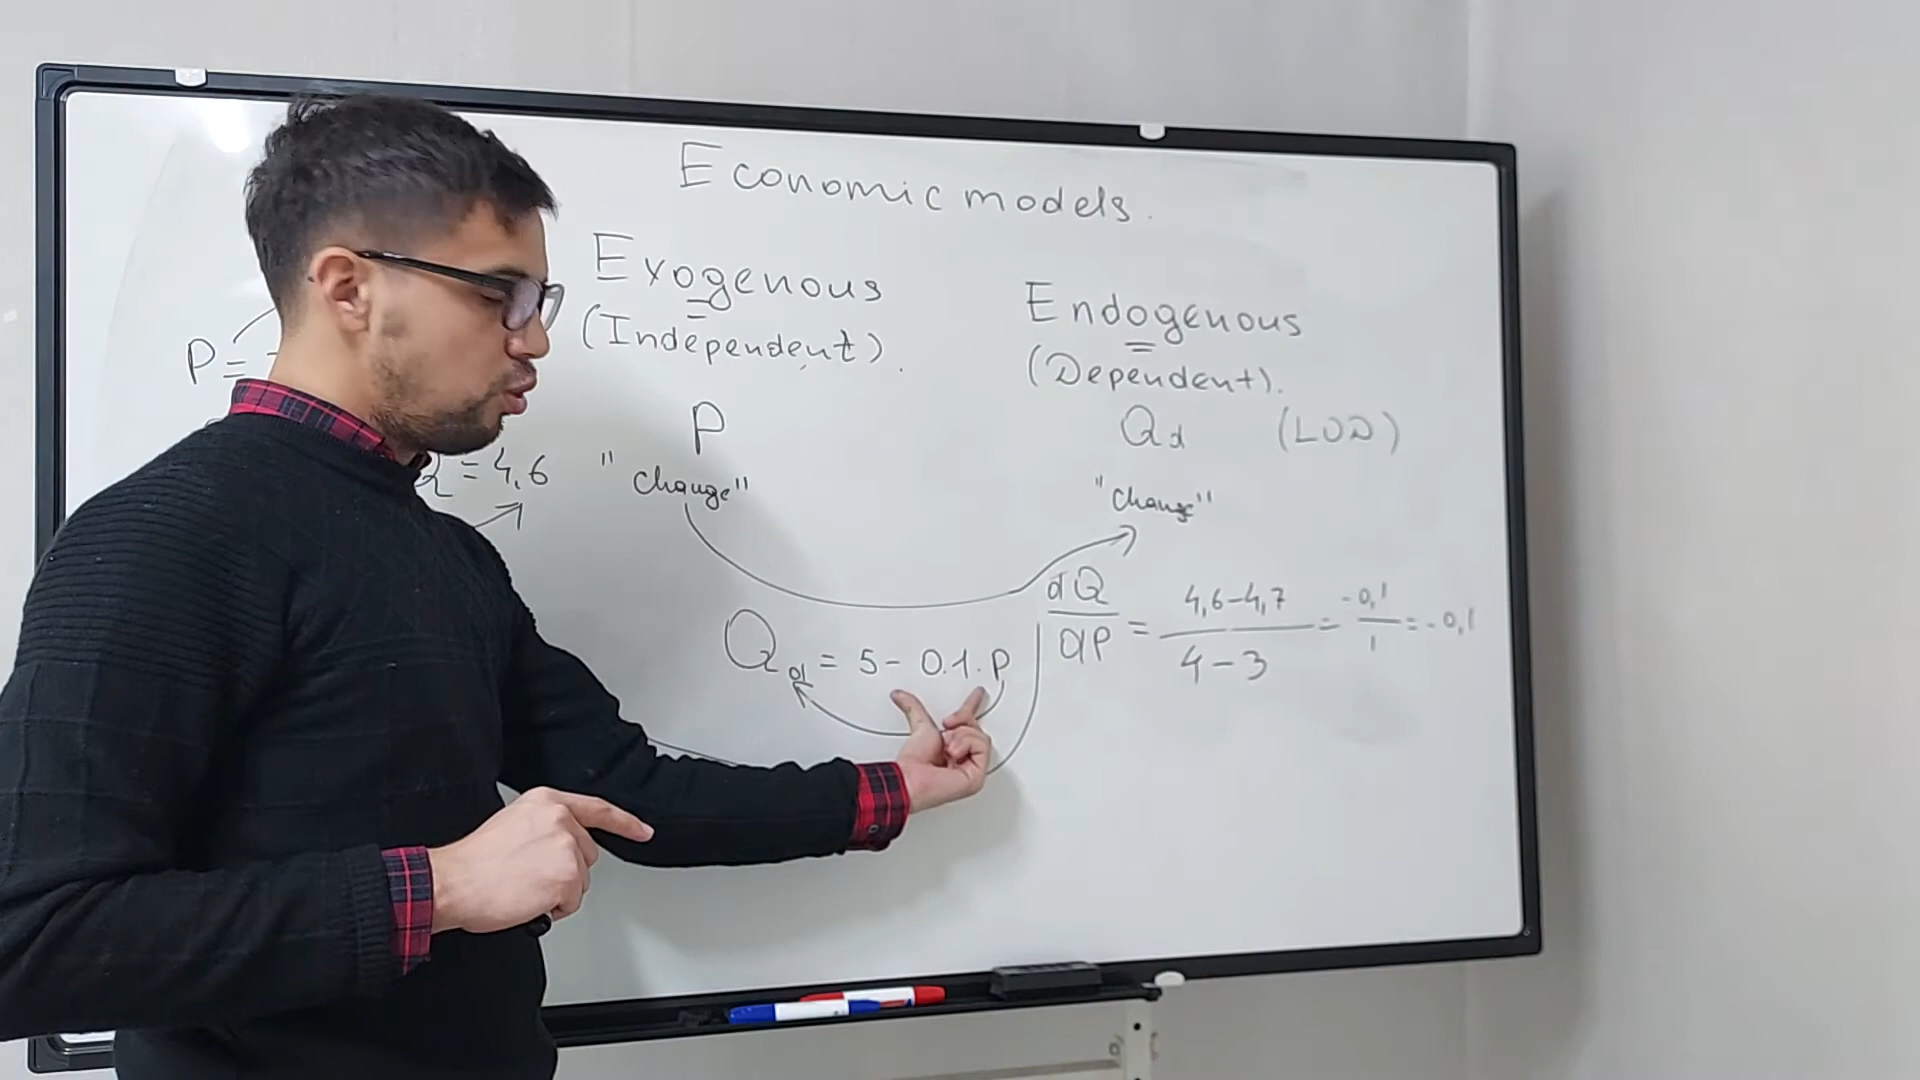 Economic models.
Exogenous
(Independent).
Endogenous
(Dependent).
P =
P
Qd (LOD)
= 4,6
"change"
"change"
dQ/dP = 4,6-4,7/4-3 = -0,1/1 = -0,1
Qd = 5 - 0.1 · P